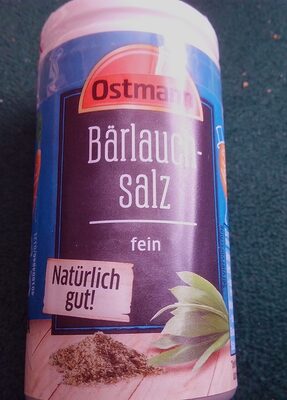 Ostmann
Bärlauch-
salz
fein
Natürlich
gut!